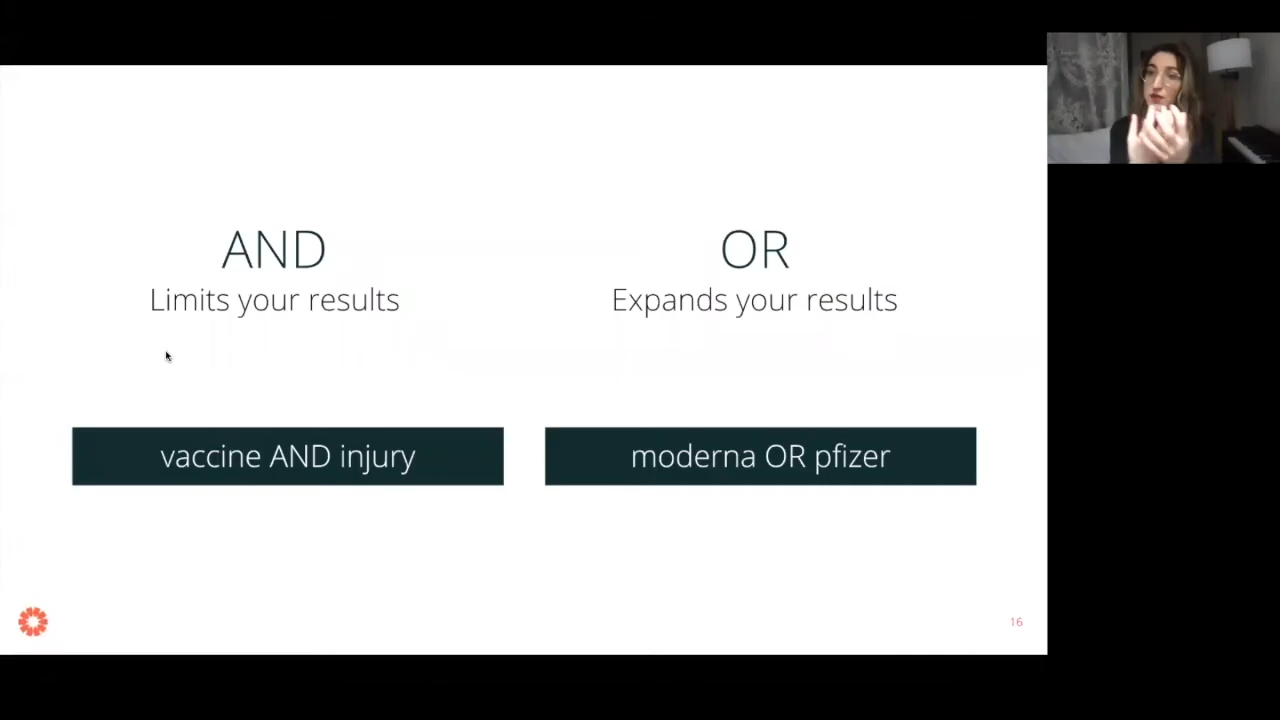 AND
Limits your results
OR
Expands your results
vaccine AND injury
moderna OR pfizer
16